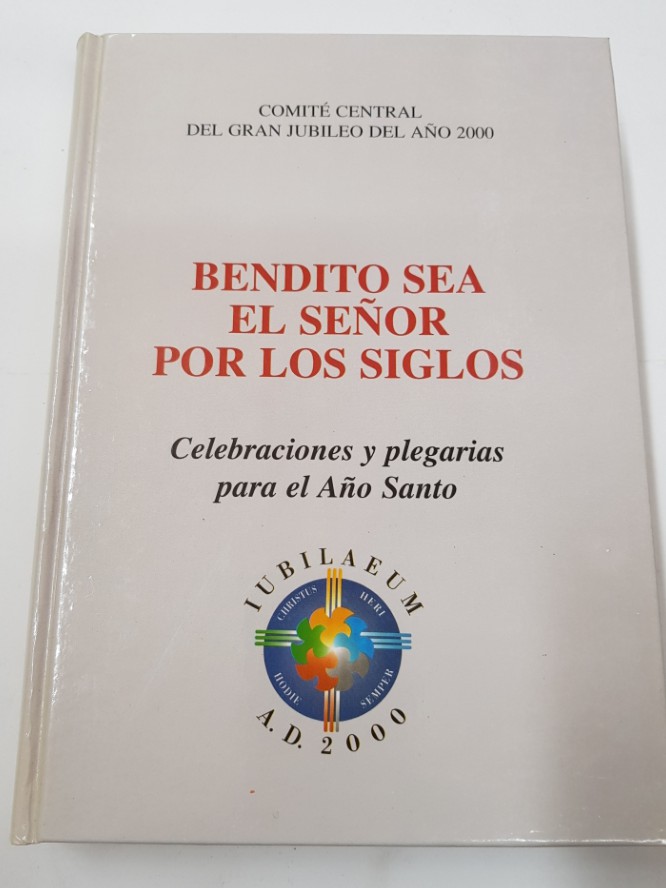 COMITÉ CENTRAL
DEL GRAN JUBILEO DEL AÑO 2000
BENDITO SEA
EL SEÑOR
POR LOS SIGLOS
Celebraciones y plegarias
para el Año Santo
IUBILAEUM
CHRISTUS HERI
HODIE SEMPER
A.D. 2000